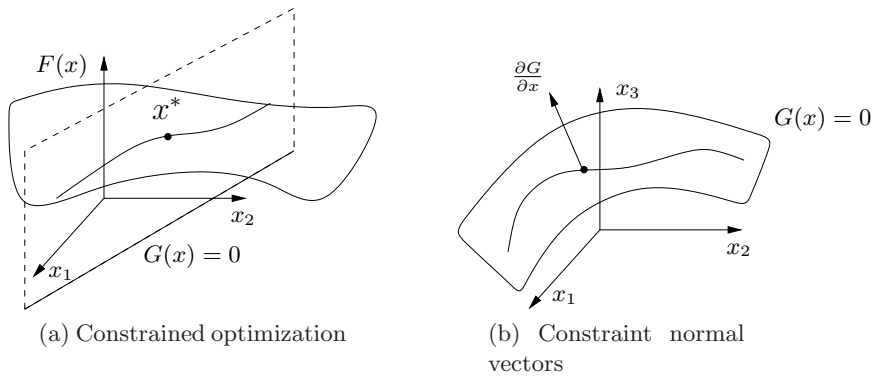 F(x)
x*
x₂
x₁
G(x) = 0
(a) Constrained optimization
∂G
∂x
x₃
G(x) = 0
x₂
x₁
(b) Constraint normal
vectors